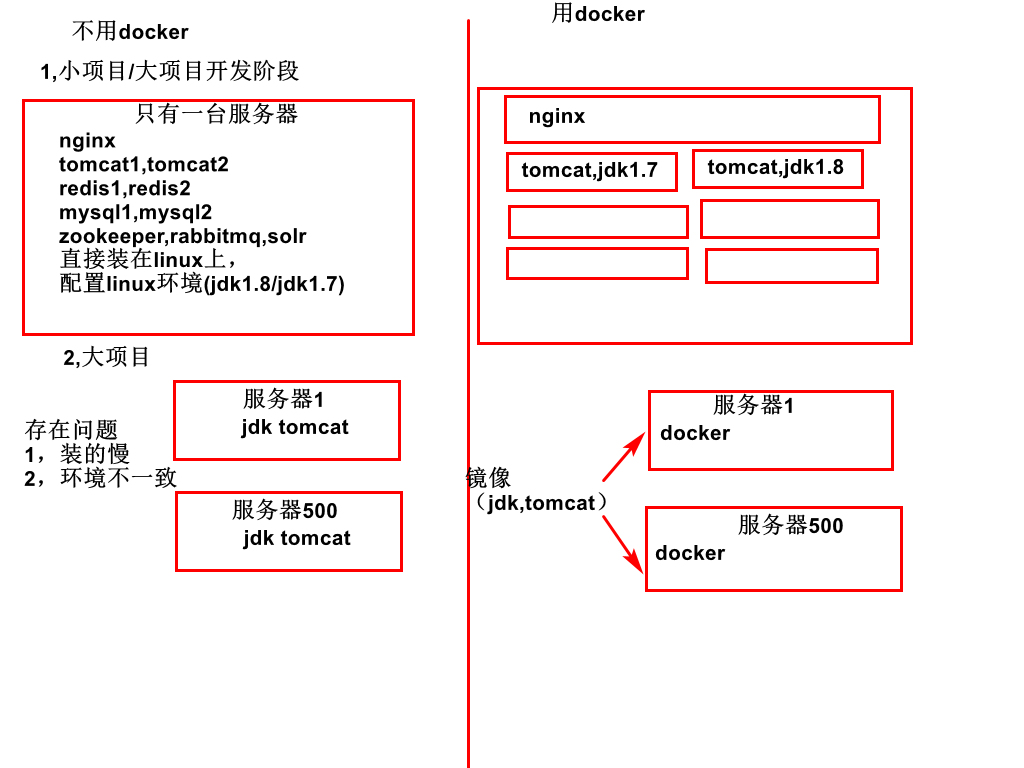 不用docker
1,小项目/大项目开发阶段
只有一台服务器
nginx
tomcat1,tomcat2
redis1,redis2
mysql1,mysql2
zookeeper,rabbitmq,solr
直接装在linux上，
配置linux环境(jdk1.8/jdk1.7)
2,大项目
服务器1
jdk tomcat
存在问题
1，装的慢
2，环境不一致
服务器500
jdk tomcat
用docker
nginx
tomcat,jdk1.7
tomcat,jdk1.8
服务器1
docker
镜像
（jdk,tomcat）
服务器500
docker